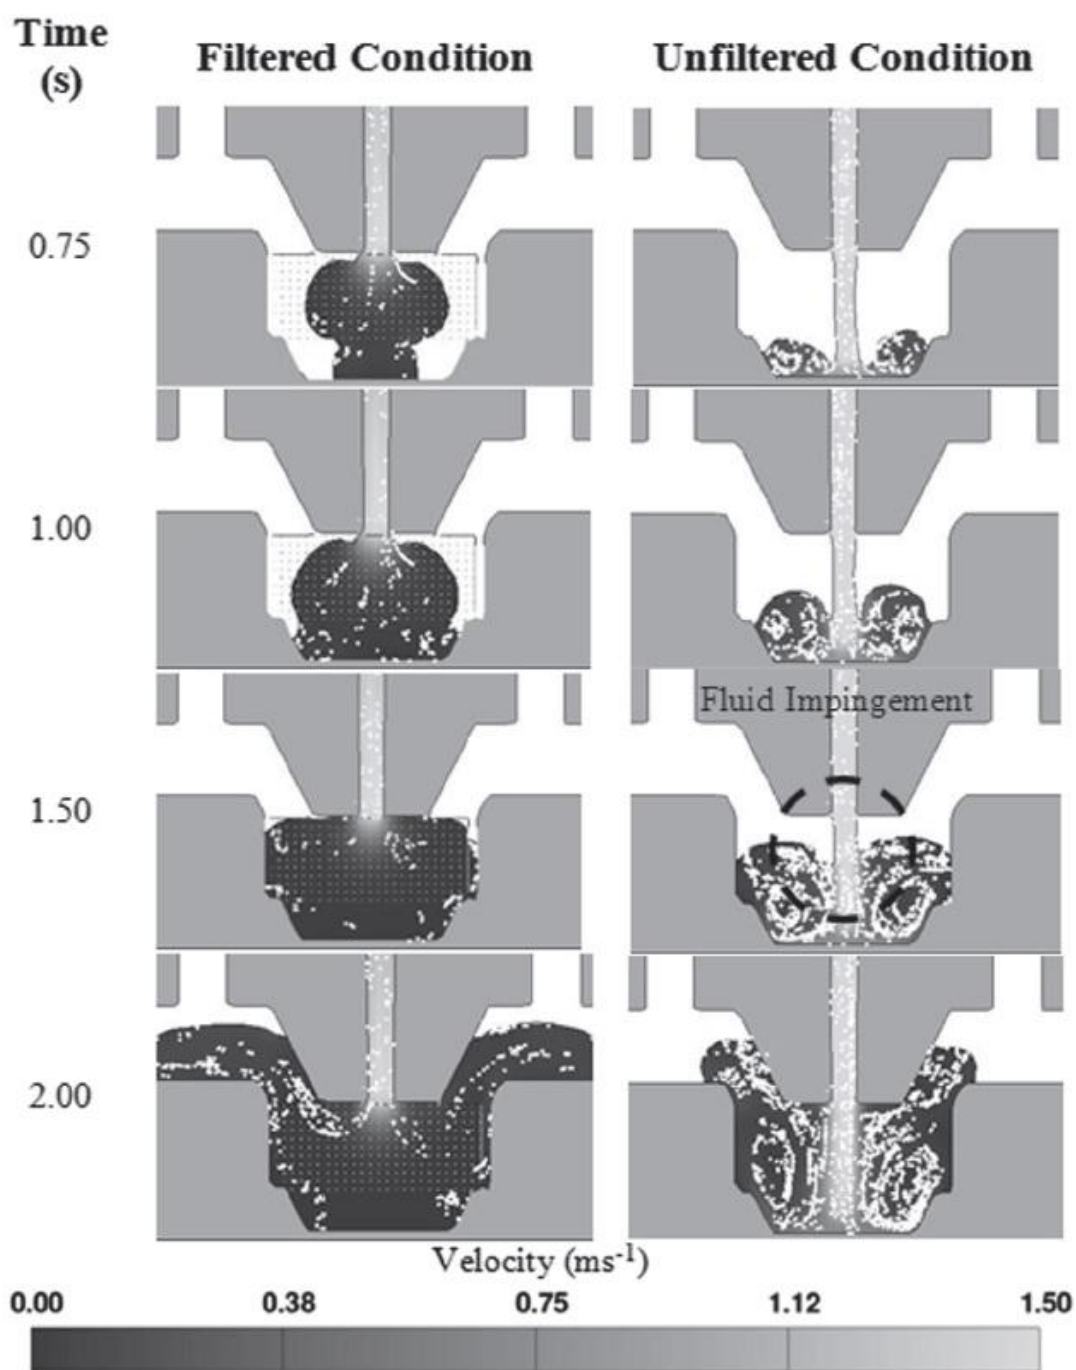 Time
(s)
Filtered Condition
Unfiltered Condition
0.75
1.00
Fluid Impingement
1.50
2.00
Velocity (ms⁻¹)
0.00 0.38 0.75 1.12 1.50